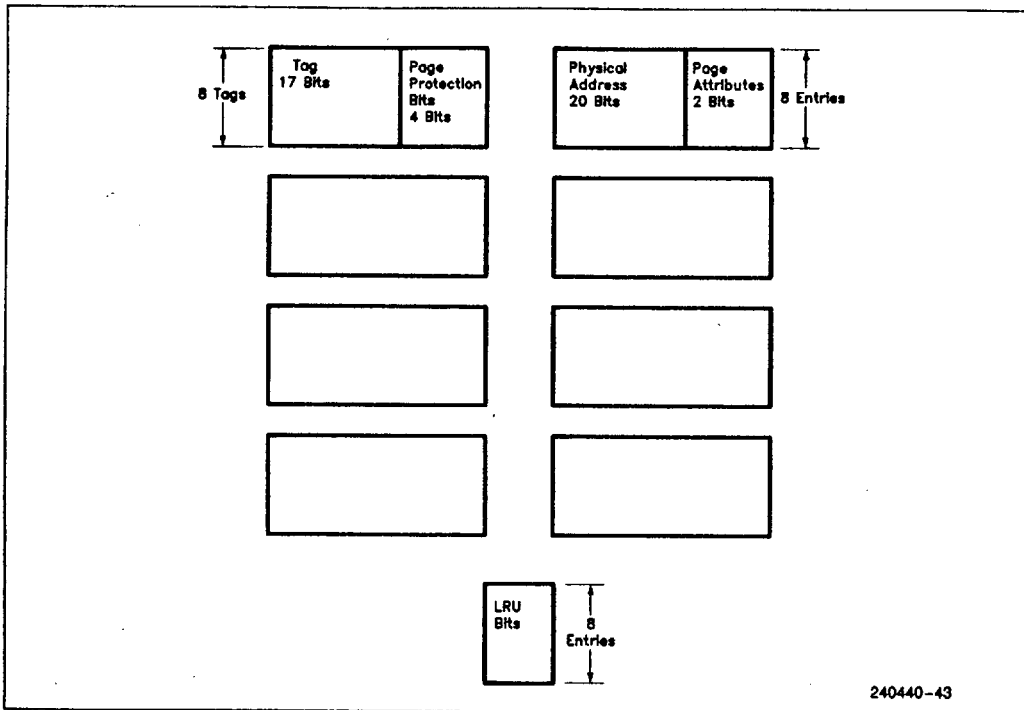 8 Tags
Tag
17 Bits
Page
Protection
Bits
4 Bits
Physical
Address
20 Bits
Page
Attributes
2 Bits
8 Entries
LRU
Bits
8
Entries
240440-43